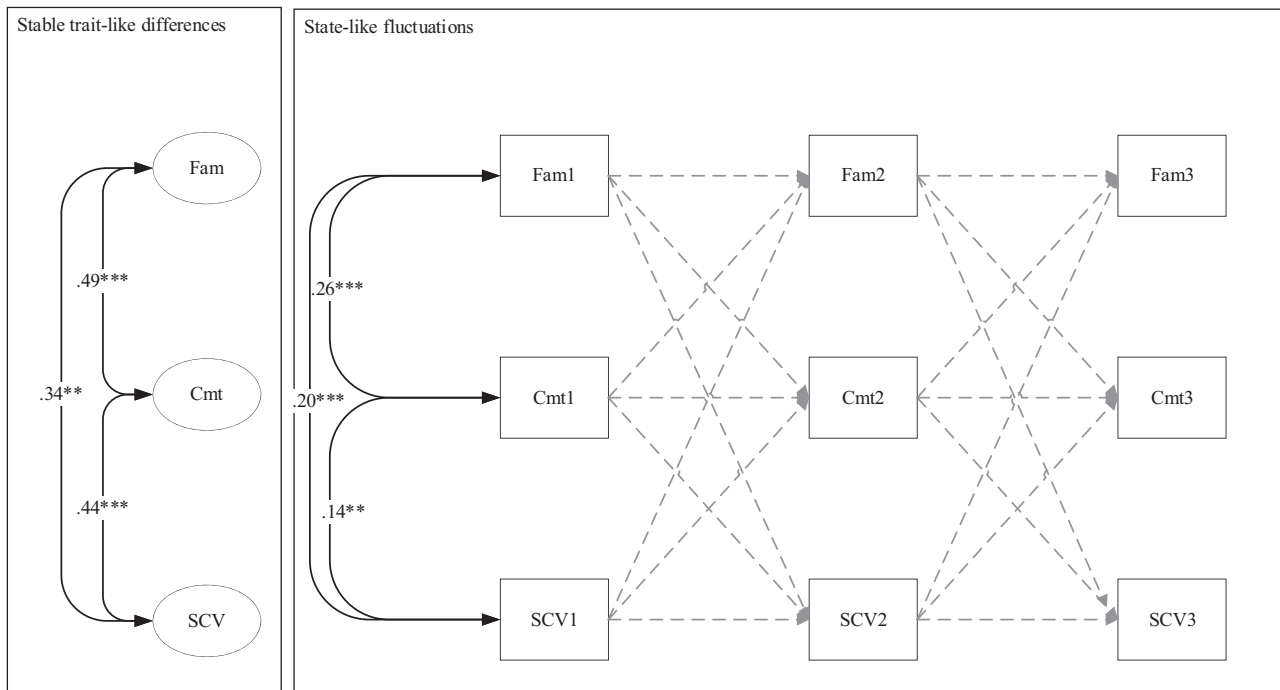 Stable trait-like differences
State-like fluctuations
Fam
Fam1
Fam2
Fam3
.49***
.26***
.34**
Cmt
.20***
Cmt1
Cmt2
Cmt3
.44***
.14**
SCV
SCV1
SCV2
SCV3